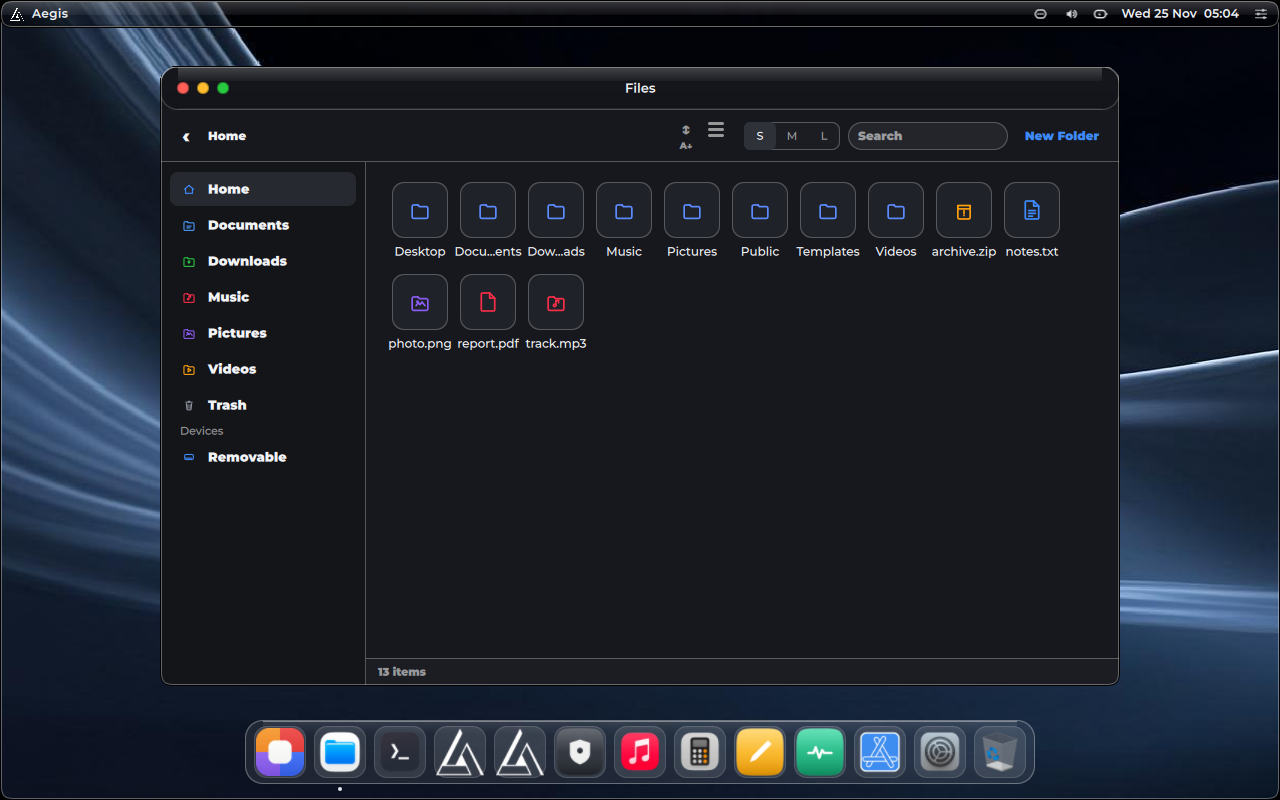 Aegis
Wed 25 Nov 05:04
Files
Home
A+
S M L
Search
New Folder
Home
Documents
Downloads
Music
Pictures
Videos
Trash
Devices
Removable
Desktop Docu...ents Dow...ads Music Pictures Public Templates Videos archive.zip notes.txt
photo.png report.pdf track.mp3
13 items